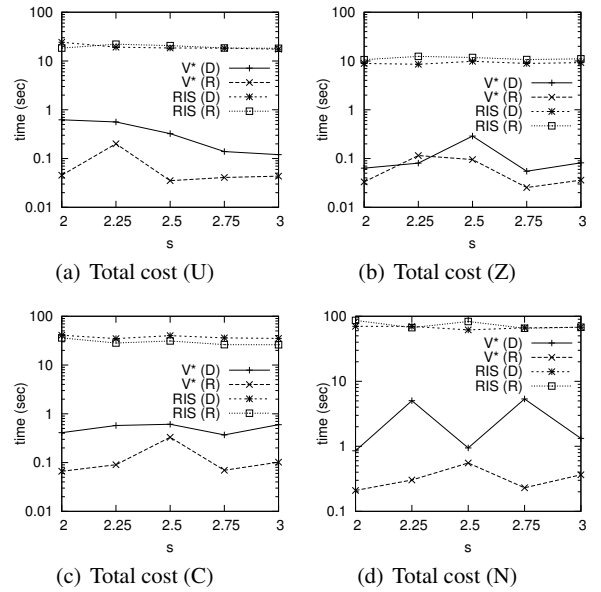 100
10
1
0.1
0.01
time (sec)
V* (D)
V* (R)
RIS (D)
RIS (R)
2 2.25 2.5 2.75 3
s
(a) Total cost (U)
100
10
1
0.1
0.01
time (sec)
V* (D)
V* (R)
RIS (D)
RIS (R)
2 2.25 2.5 2.75 3
s
(b) Total cost (Z)
100
10
1
0.1
0.01
time (sec)
V* (D)
V* (R)
RIS (D)
RIS (R)
2 2.25 2.5 2.75 3
s
(c) Total cost (C)
100
10
1
0.1
time (sec)
V* (D)
V* (R)
RIS (D)
RIS (R)
2 2.25 2.5 2.75 3
s
(d) Total cost (N)